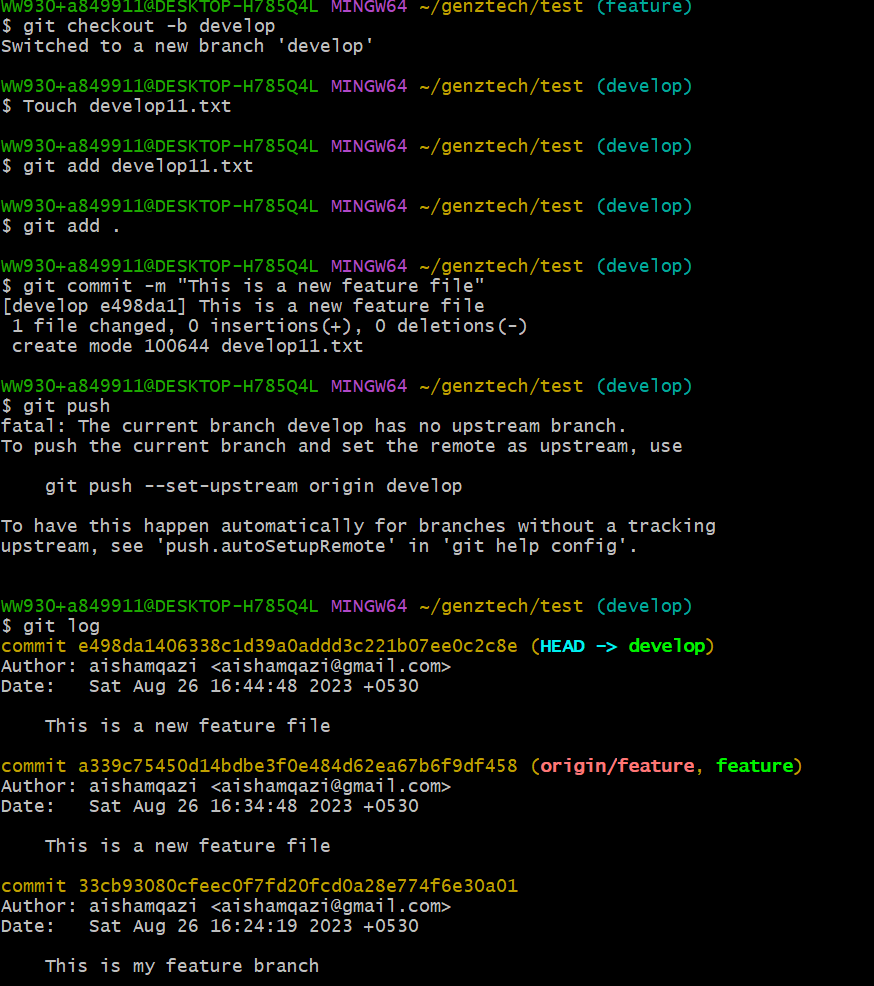 WW930+a849911@DESKTOP-H785Q4L MINGW64 ~/genztech/test (feature)
$ git checkout -b develop
Switched to a new branch 'develop'
WW930+a849911@DESKTOP-H785Q4L MINGW64 ~/genztech/test (develop)
$ Touch develop11.txt
WW930+a849911@DESKTOP-H785Q4L MINGW64 ~/genztech/test (develop)
$ git add develop11.txt
WW930+a849911@DESKTOP-H785Q4L MINGW64 ~/genztech/test (develop)
$ git add .
WW930+a849911@DESKTOP-H785Q4L MINGW64 ~/genztech/test (develop)
$ git commit -m "This is a new feature file"
[develop e498da1] This is a new feature file
 1 file changed, 0 insertions(+), 0 deletions(-)
 create mode 100644 develop11.txt
WW930+a849911@DESKTOP-H785Q4L MINGW64 ~/genztech/test (develop)
$ git push
fatal: The current branch develop has no upstream branch.
To push the current branch and set the remote as upstream, use
    git push --set-upstream origin develop
To have this happen automatically for branches without a tracking
upstream, see 'push.autoSetupRemote' in 'git help config'.
WW930+a849911@DESKTOP-H785Q4L MINGW64 ~/genztech/test (develop)
$ git log
commit e498da1406338c1d39a0addd3c221b07ee0c2c8e (HEAD -> develop)
Author: aishamqazi <aishamqazi@gmail.com>
Date:   Sat Aug 26 16:44:48 2023 +0530
    This is a new feature file
commit a339c75450d14bdbe3f0e484d62ea67b6f9df458 (origin/feature, feature)
Author: aishamqazi <aishamqazi@gmail.com>
Date:   Sat Aug 26 16:34:48 2023 +0530
    This is a new feature file
commit 33cb93080cfeec0f7fd20fcd0a28e774f6e30a01
Author: aishamqazi <aishamqazi@gmail.com>
Date:   Sat Aug 26 16:24:19 2023 +0530
    This is my feature branch